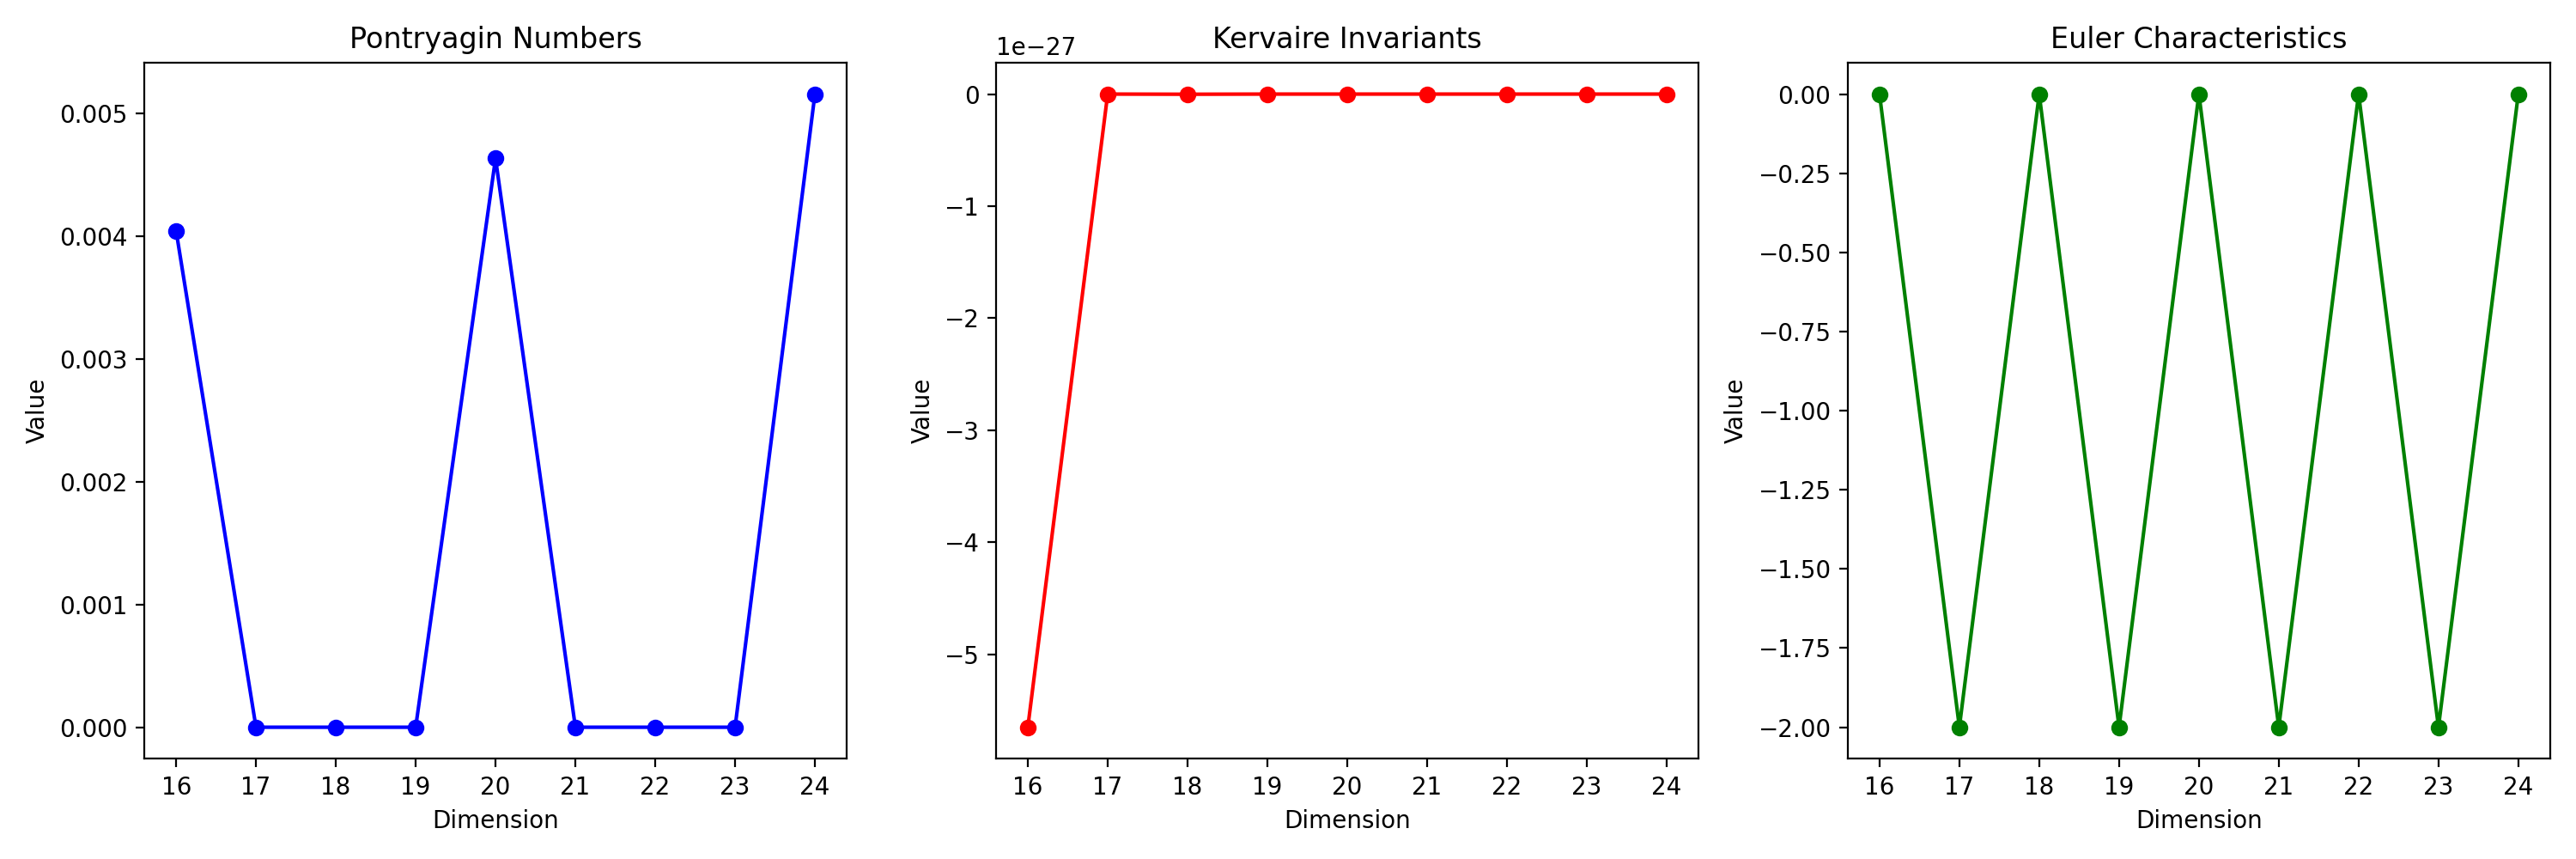 Pontryagin Numbers
0.005
0.004
0.003
0.002
0.001
0.000
Value
16 17 18 19 20 21 22 23 24
Dimension
Kervaire Invariants
1e−27
0
−1
−2
−3
−4
−5
Value
16 17 18 19 20 21 22 23 24
Dimension
Euler Characteristics
0.00
−0.25
−0.50
−0.75
−1.00
−1.25
−1.50
−1.75
−2.00
Value
16 17 18 19 20 21 22 23 24
Dimension